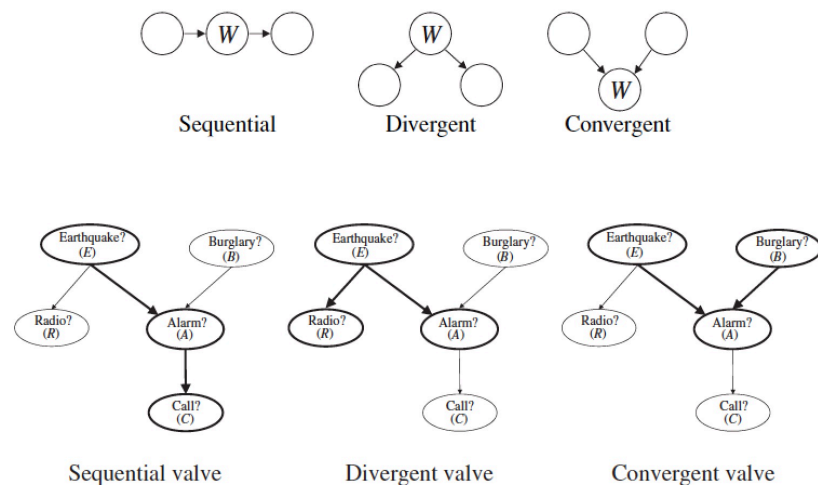 W
W
W
Sequential
Divergent
Convergent
Earthquake?
(E)
Burglary?
(B)
Radio?
(R)
Alarm?
(A)
Call?
(C)
Sequential valve
Earthquake?
(E)
Burglary?
(B)
Radio?
(R)
Alarm?
(A)
Call?
(C)
Divergent valve
Earthquake?
(E)
Burglary?
(B)
Radio?
(R)
Alarm?
(A)
Call?
(C)
Convergent valve